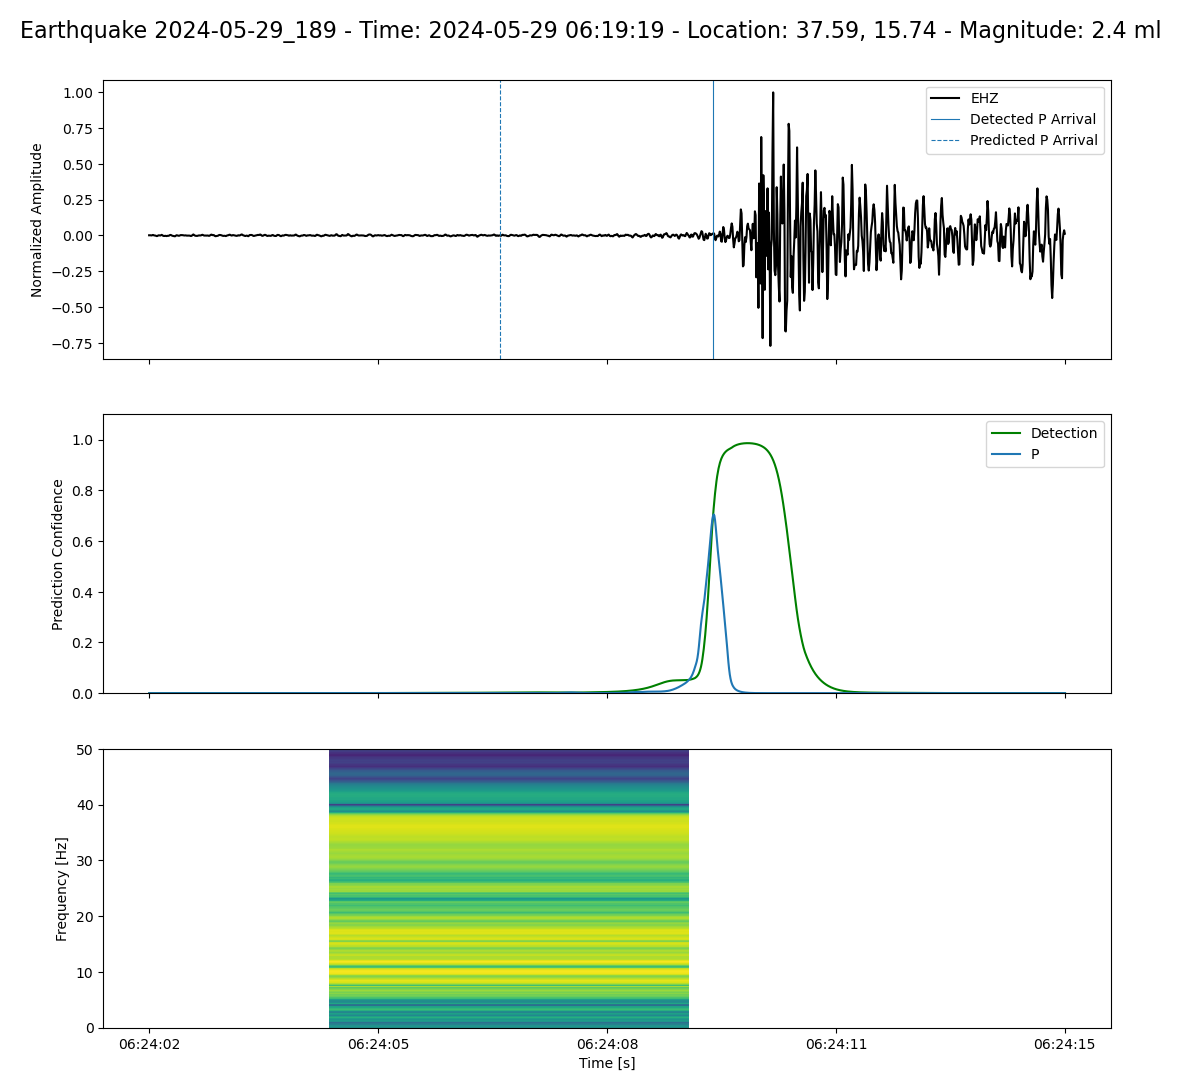 Earthquake 2024-05-29_189 - Time: 2024-05-29 06:19:19 - Location: 37.59, 15.74 - Magnitude: 2.4 ml
EHZ
Detected P Arrival
Predicted P Arrival
Normalized Amplitude
1.00
0.75
0.50
0.25
0.00
−0.25
−0.50
−0.75
Detection
P
Prediction Confidence
1.0
0.8
0.6
0.4
0.2
0.0
Frequency [Hz]
50
40
30
20
10
0
06:24:02
06:24:05
06:24:08
06:24:11
06:24:15
Time [s]